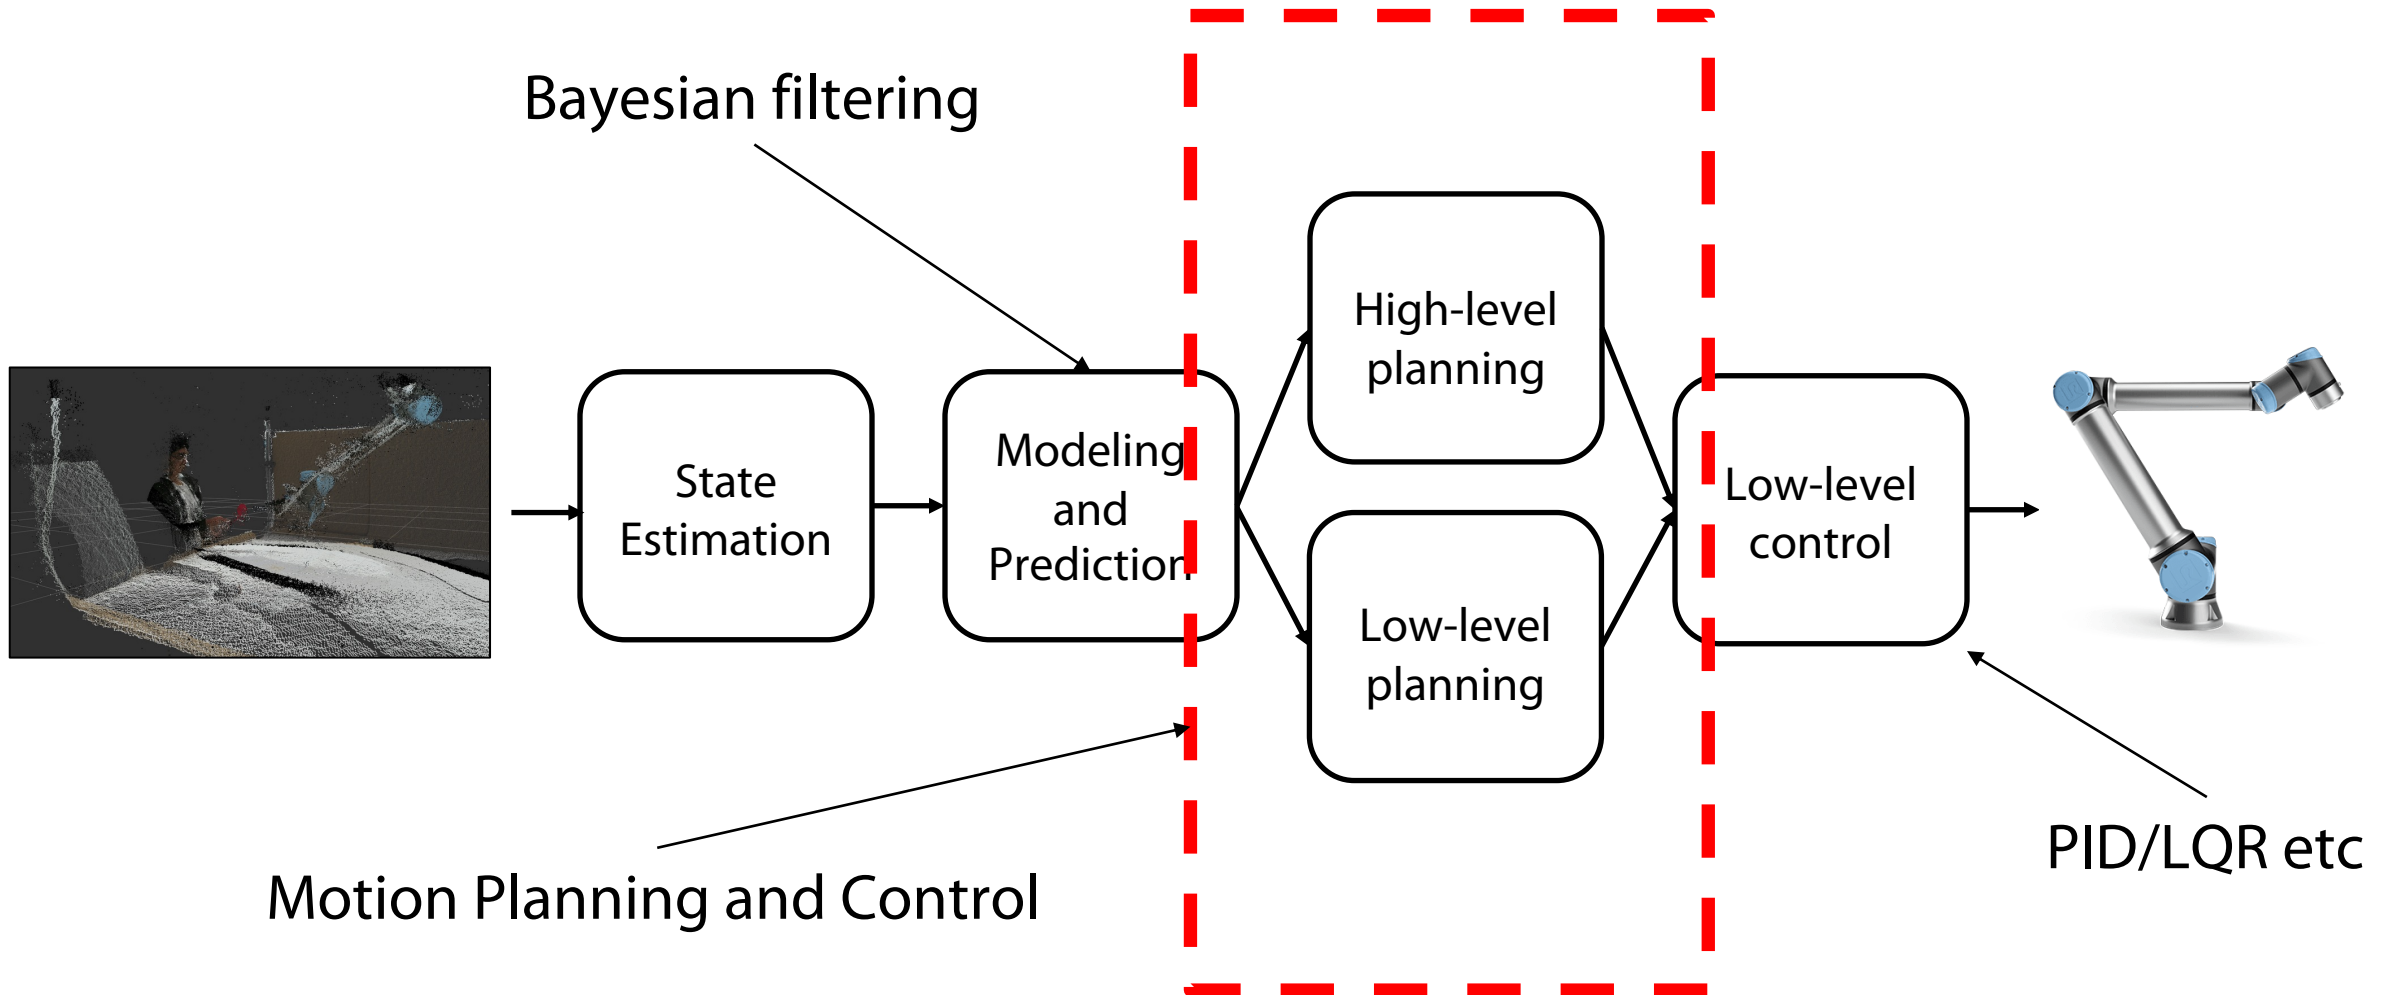 Bayesian filtering
High-level
planning
State
Estimation
Modeling
and
Prediction
Low-level
control
Low-level
planning
PID/LQR etc
Motion Planning and Control